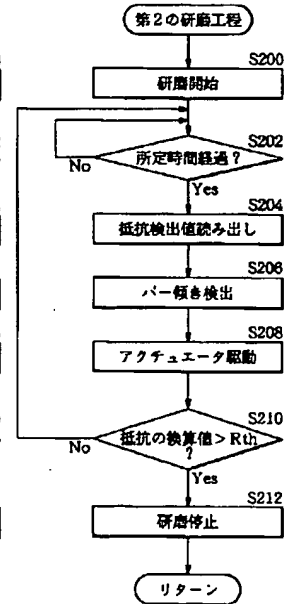 第2の研磨工程
S200
研磨開始
S202
所定時間経過?
No
Yes
S204
抵抗検出値読み出し
S206
バー傾き検出
S208
アクチュエータ駆動
S210
抵抗の換算値>Rth
?
No
Yes
S212
研磨停止
リターン